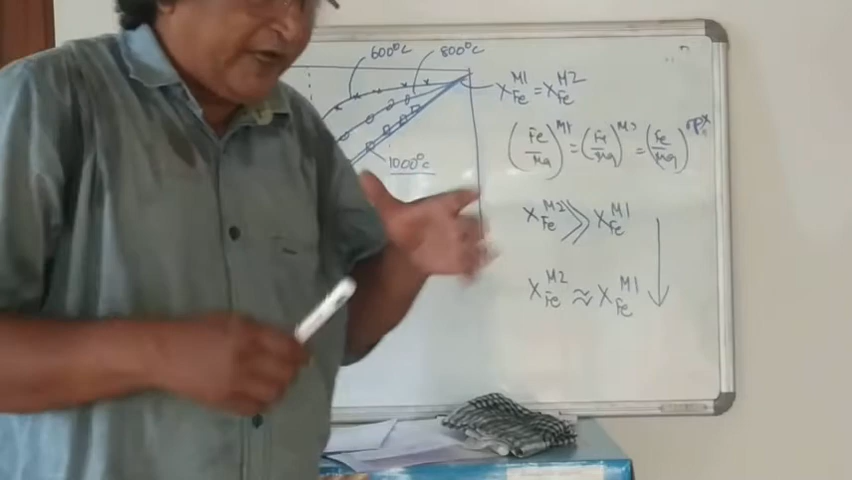 600°C 800°C
1000°C
X_Fe^M1 = X_Fe^M2
(Fe/Mg)^M1 = (Fe/Mg)^M2 = (Fe/Mg)^opx
X_Fe^M2 >> X_Fe^M1
X_Fe^M2 ≈ X_Fe^M1